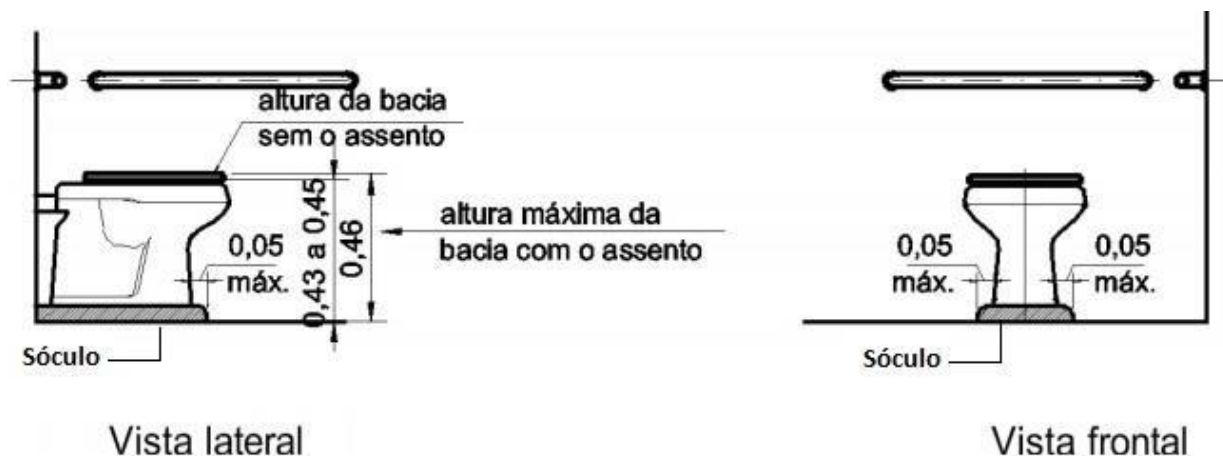 altura da bacia
sem o assento
0,43 a 0,45
0,46
altura máxima da
bacia com o assento
0,05
máx.
Sóculo
Vista lateral
0,05
máx.
0,05
máx.
Sóculo
Vista frontal